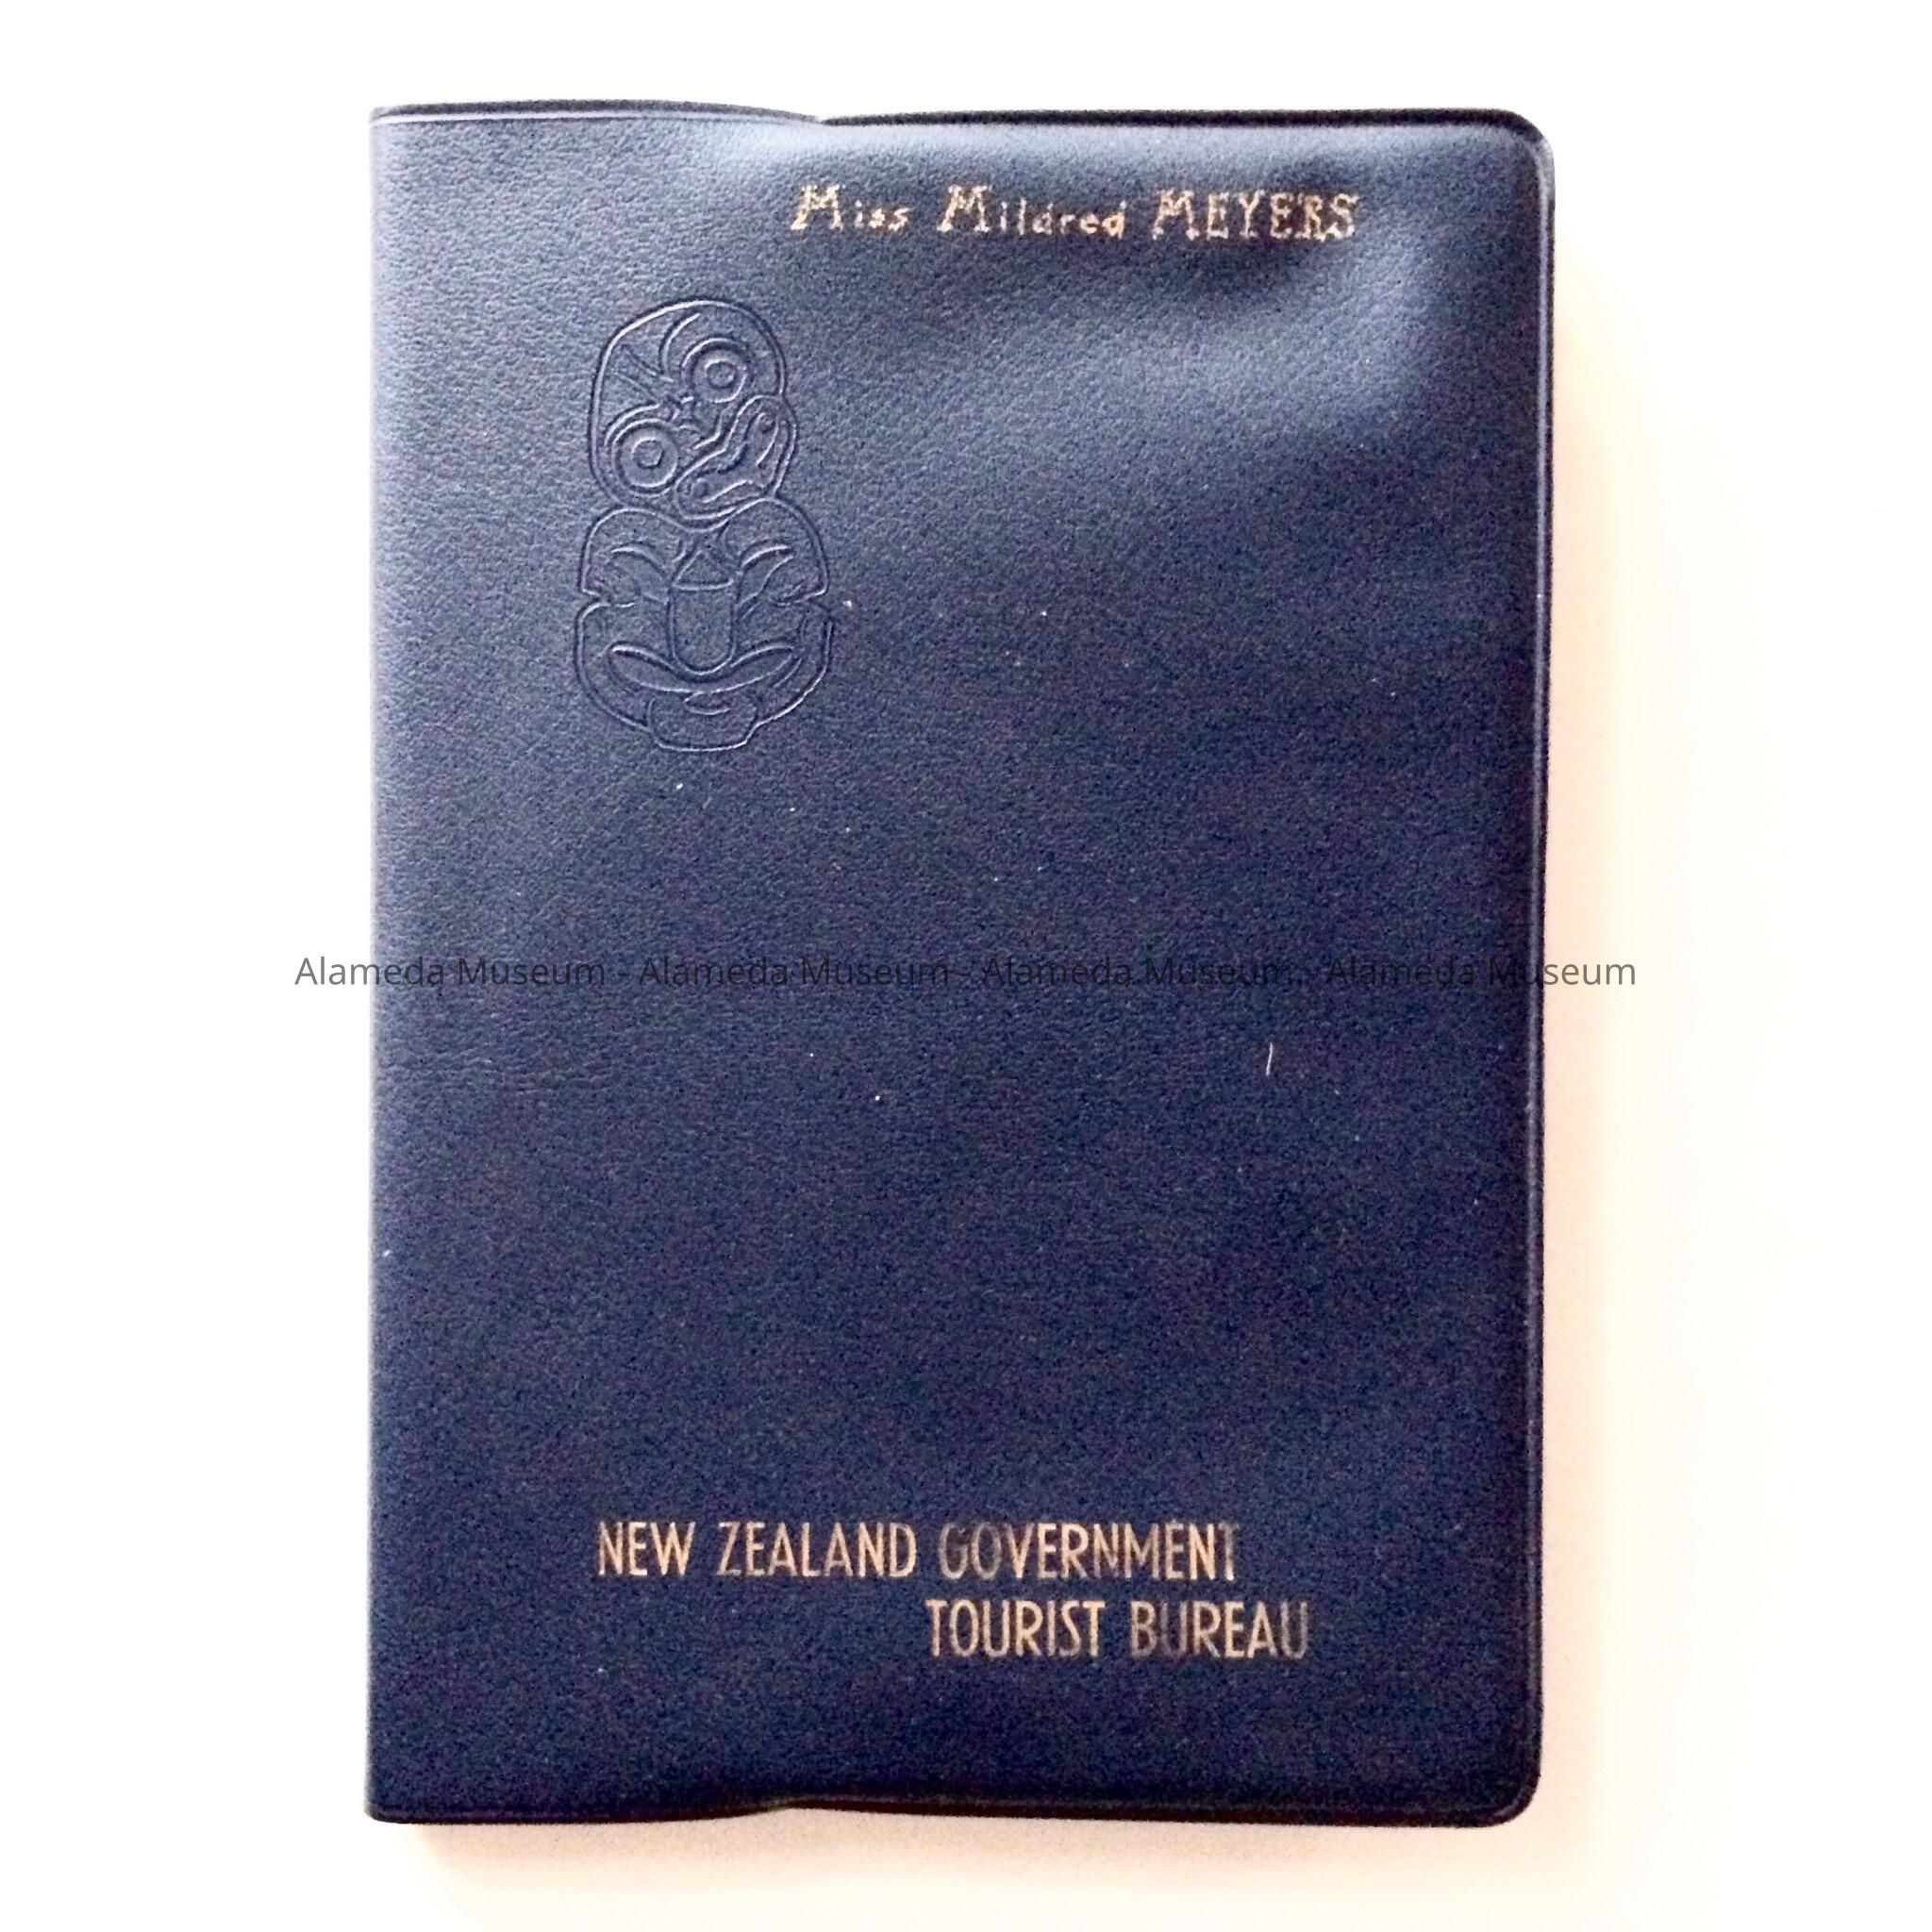 Miss Mildred MEYERS
Alameda Museum - Alameda Museum - Alameda Museum - Alameda Museum
NEW ZEALAND GOVERNMENT
TOURIST BUREAU